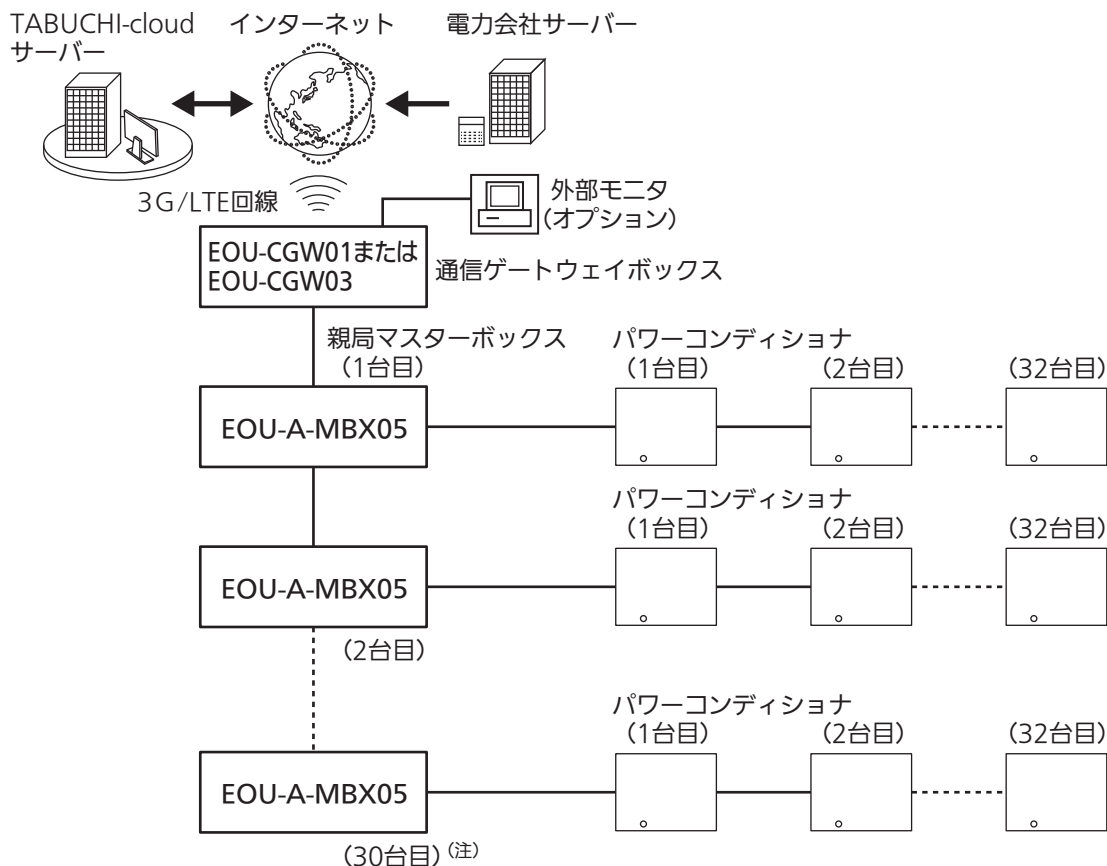 TABUCHI-cloud
サーバー
インターネット
電力会社サーバー
3G/LTE回線
外部モニタ
(オプション)
EOU-CGW01または
EOU-CGW03
通信ゲートウェイボックス
親局マスターボックス
(1台目)
パワーコンディショナ
(1台目)
(2台目)
(32台目)
EOU-A-MBX05
パワーコンディショナ
(1台目)
(2台目)
(32台目)
EOU-A-MBX05
(2台目)
パワーコンディショナ
(1台目)
(2台目)
(32台目)
EOU-A-MBX05
(30台目)(注)